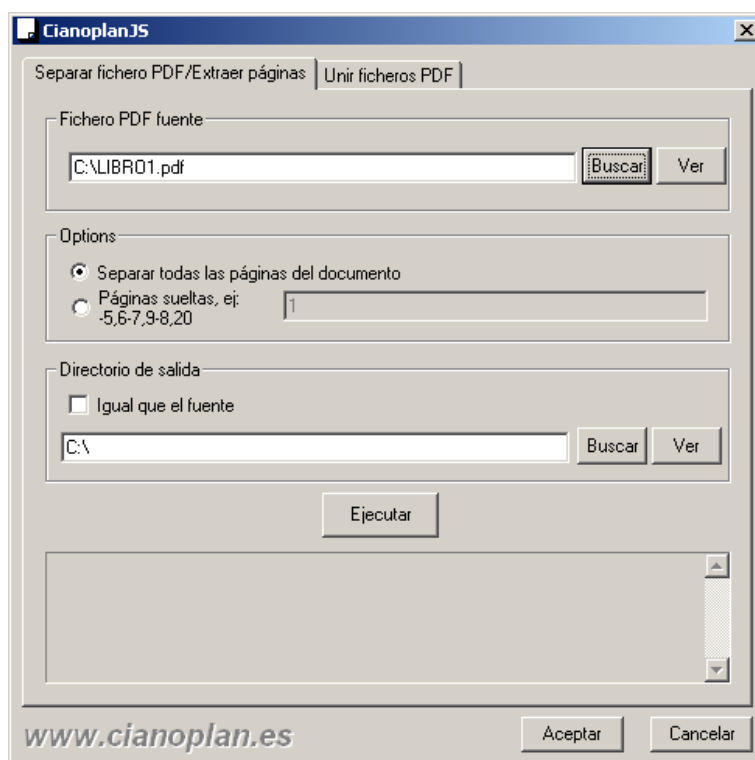 CianoplanJS
Separar fichero PDF/Extraer páginas
Unir ficheros PDF
Fichero PDF fuente
C:\LIBRO1.pdf
Buscar
Ver
Options
Separar todas las páginas del documento
Páginas sueltas, ej:
-5,6-7,9-8,20
1
Directorio de salida
Igual que el fuente
C:\
Buscar
Ver
Ejecutar
www.cianoplan.es
Aceptar
Cancelar